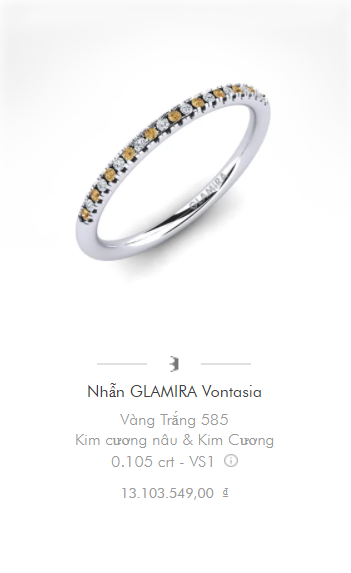 GLAMIRA
Nhẫn GLAMIRA Vontasia
Vàng Trắng 585
Kim cương nâu & Kim Cương
0.105 crt - VS1
13.103.549,00 ₫